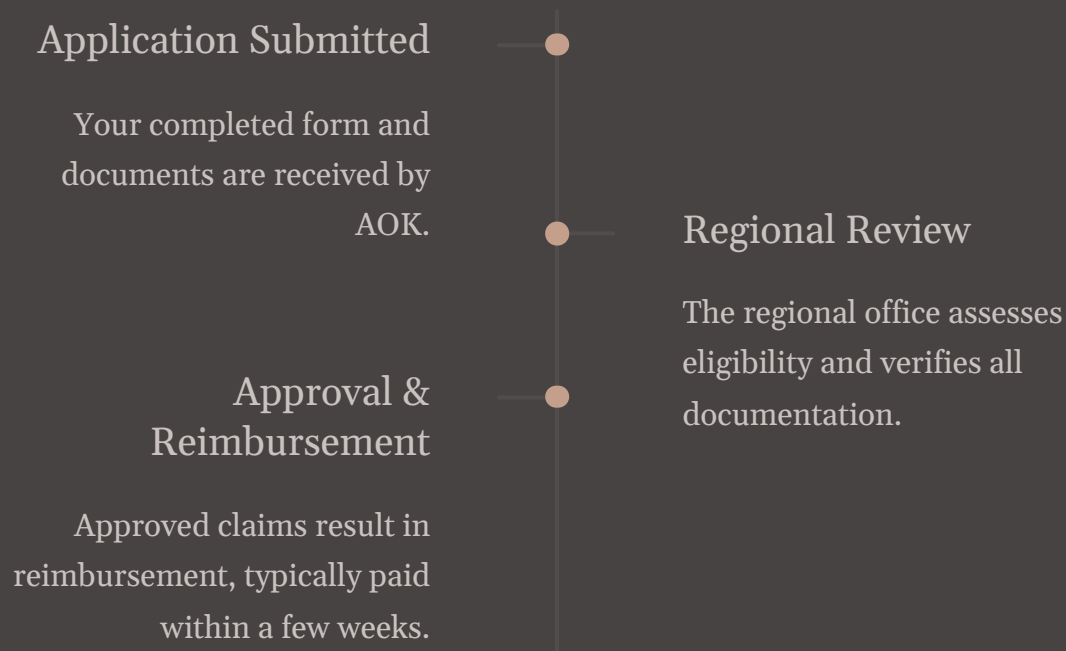 Application Submitted
Your completed form and
documents are received by
AOK.
Regional Review
The regional office assesses
eligibility and verifies all
documentation.
Approval &
Reimbursement
Approved claims result in
reimbursement, typically paid
within a few weeks.